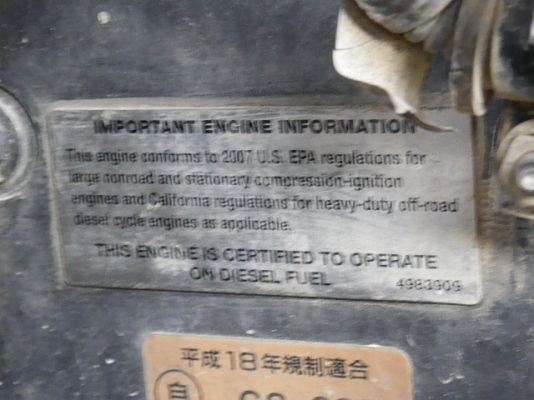 IMPORTANT ENGINE INFORMATION
This engine conforms to 2007 U.S. EPA regulations for
large nonroad and stationary compression-ignition
engines and California regulations for heavy-duty off-road
diesel cycle engines as applicable.
THIS ENGINE IS CERTIFIED TO OPERATE
ON DIESEL FUEL
4983909
平成18年規制適合
自